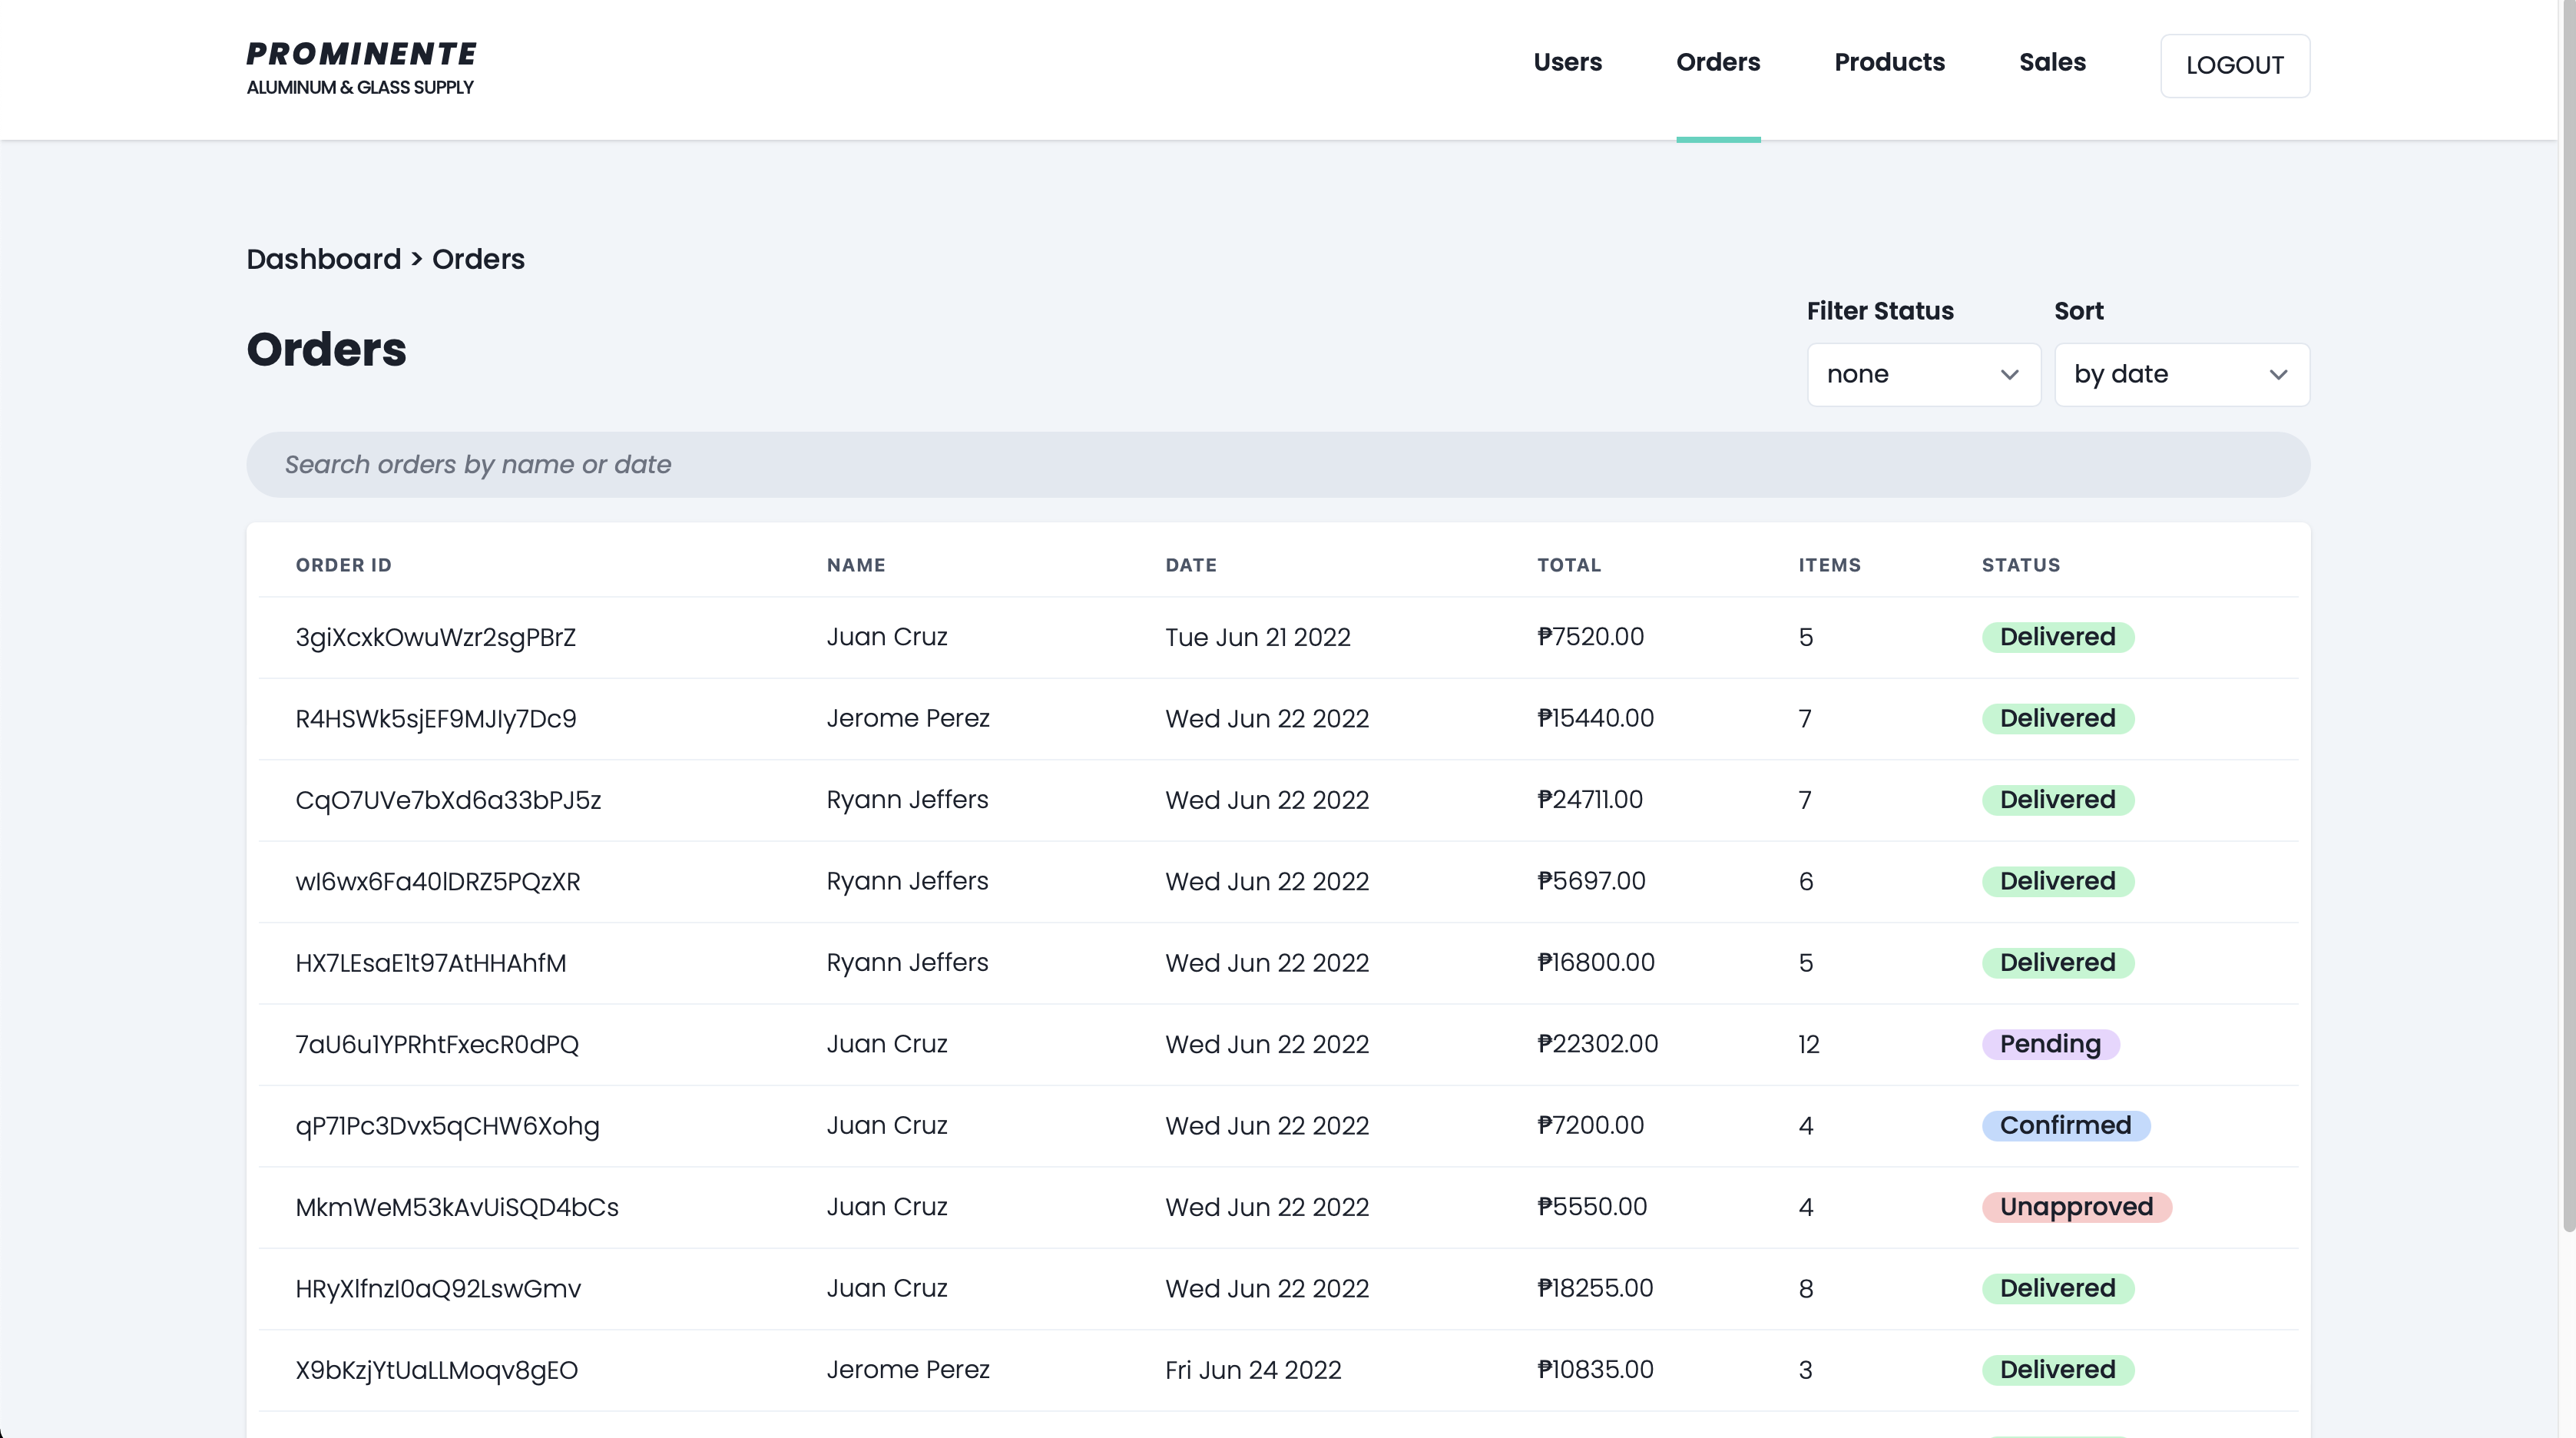 PROMINENTE
ALUMINUM & GLASS SUPPLY
Users Orders Products Sales LOGOUT
Dashboard > Orders
Orders
Filter Status Sort
none by date
Search orders by name or date
ORDER ID NAME DATE TOTAL ITEMS STATUS
3giXcxkOwuWzr2sgPBrZ Juan Cruz Tue Jun 21 2022 ₱7520.00 5 Delivered
R4HSWk5sjEF9MJIy7Dc9 Jerome Perez Wed Jun 22 2022 ₱15440.00 7 Delivered
CqO7UVe7bXd6a33bPJ5z Ryann Jeffers Wed Jun 22 2022 ₱24711.00 7 Delivered
wI6wx6Fa40lDRZ5PQzXR Ryann Jeffers Wed Jun 22 2022 ₱5697.00 6 Delivered
HX7LEsaE1t97AtHHAhfM Ryann Jeffers Wed Jun 22 2022 ₱16800.00 5 Delivered
7aU6u1YPRhtFxecR0dPQ Juan Cruz Wed Jun 22 2022 ₱22302.00 12 Pending
qP71Pc3Dvx5qCHW6Xohg Juan Cruz Wed Jun 22 2022 ₱7200.00 4 Confirmed
MkmWeM53kAvUiSQD4bCs Juan Cruz Wed Jun 22 2022 ₱5550.00 4 Unapproved
HRyXlfnzI0aQ92LswGmv Juan Cruz Wed Jun 22 2022 ₱18255.00 8 Delivered
X9bKzjYtUaLLMoqv8gEO Jerome Perez Fri Jun 24 2022 ₱10835.00 3 Delivered